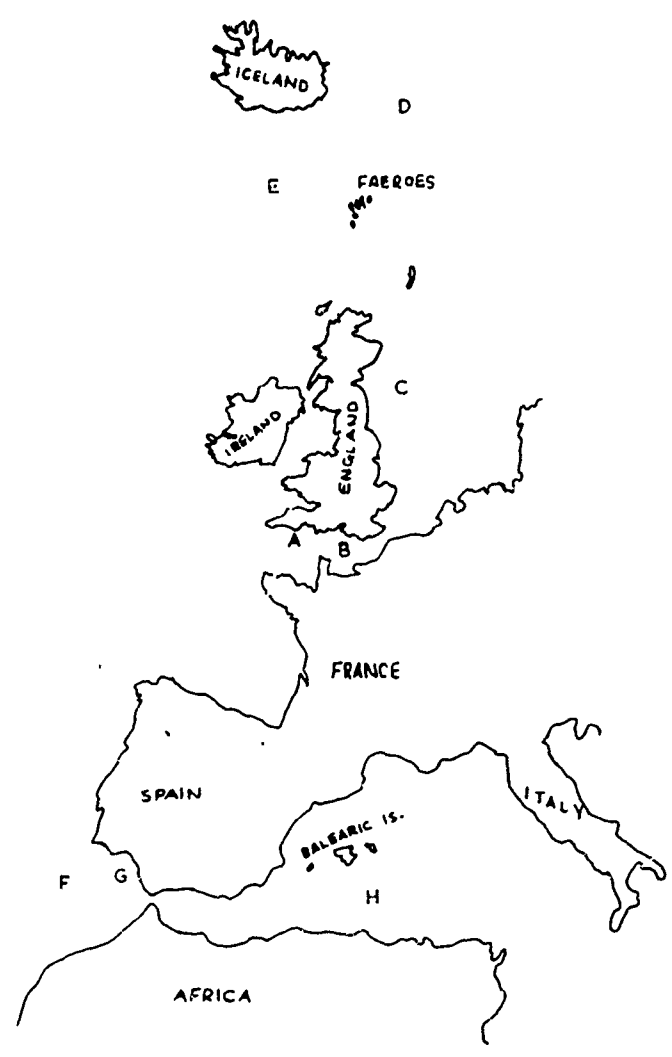 ICELAND
D
E
FAEROES
C
IRELAND
ENGLAND
A
B
FRANCE
SPAIN
ITALY
BALEARIC IS.
F
G
H
AFRICA